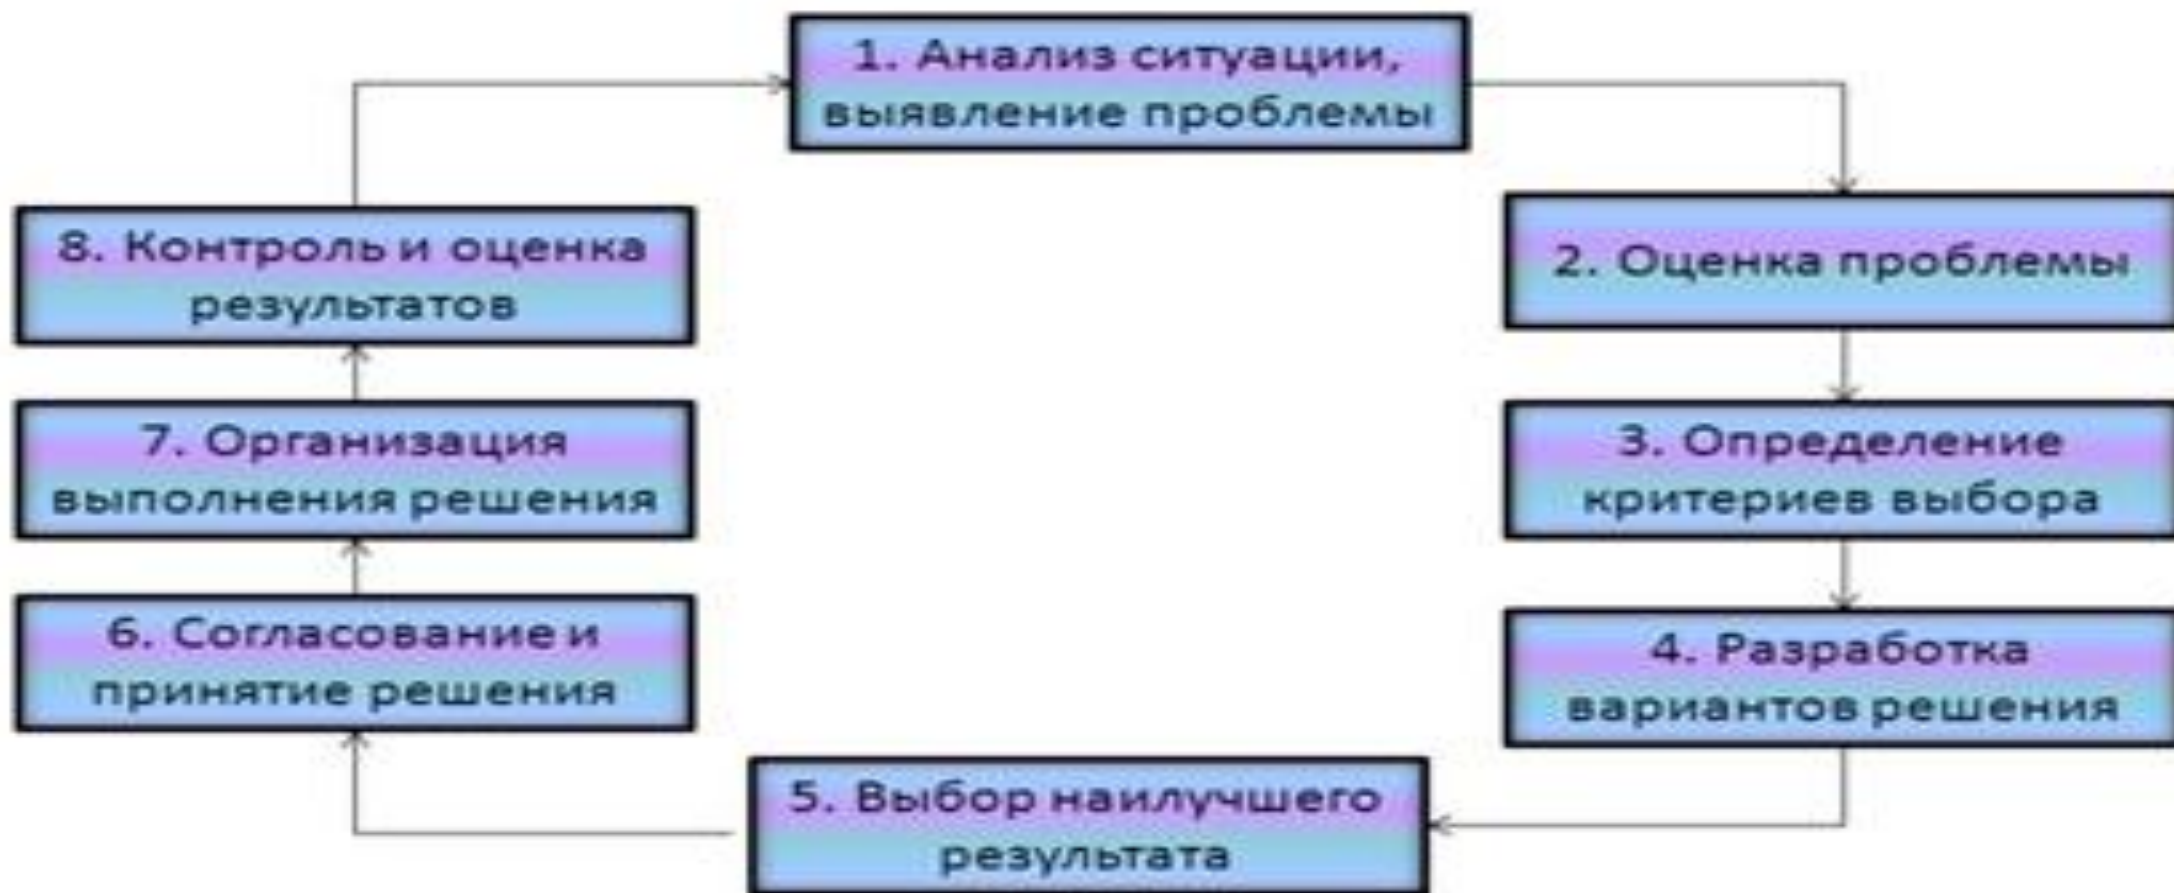 1. Анализ ситуации,
выявление проблемы
2. Оценка проблемы
3. Определение
критериев выбора
4. Разработка
вариантов решения
5. Выбор наилучшего
результата
6. Согласование и
принятие решения
7. Организация
выполнения решения
8. Контроль и оценка
результатов